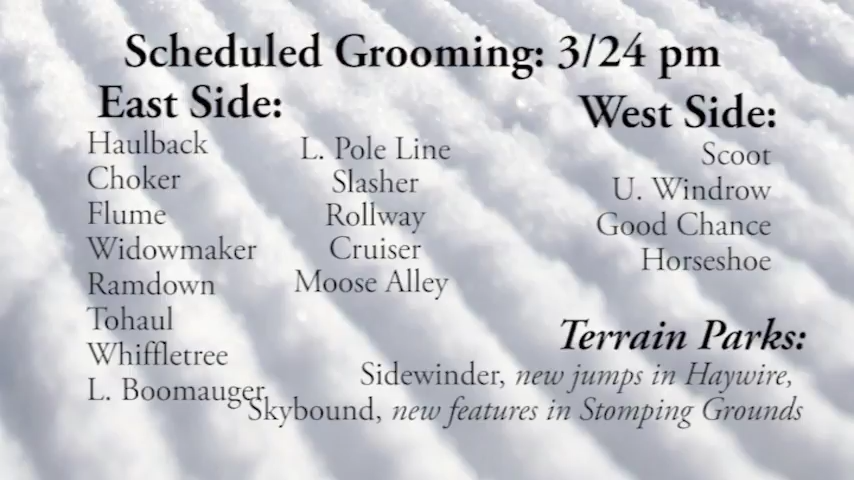 Scheduled Grooming: 3/24 pm
East Side:
Haulback
Choker
Flume
Widowmaker
Ramdown
Tohaul
Whiffletree
L. Boomauger
L. Pole Line
Slasher
Rollway
Cruiser
Moose Alley
West Side:
Scoot
U. Windrow
Good Chance
Horseshoe
Terrain Parks:
Sidewinder, new jumps in Haywire,
Skybound, new features in Stomping Grounds